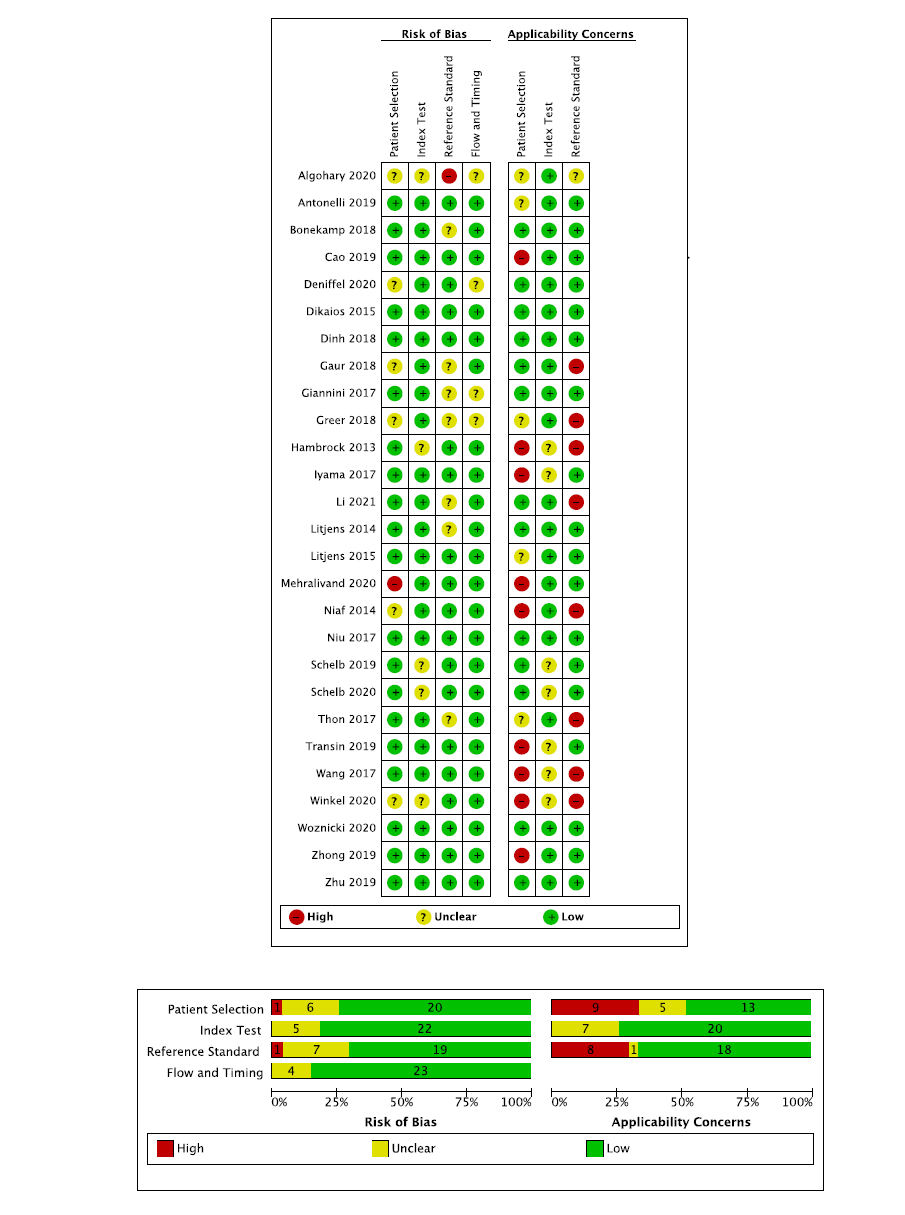 Risk of Bias Applicability Concerns
Patient Selection Index Test Reference Standard Flow and Timing Patient Selection Index Test Reference Standard
Algohary 2020 ? ? – ? ? + ?
Antonelli 2019 + + + + ? + +
Bonekamp 2018 + + ? + + + +
Cao 2019 + + + + – + +
Deniffel 2020 ? + + ? + + +
Dikaios 2015 + + + + + + +
Dinh 2018 + + + + + + +
Gaur 2018 ? + ? + + + –
Giannini 2017 + + ? ? + + +
Greer 2018 ? + ? ? ? + –
Hambrock 2013 + ? + + – ? –
Iyama 2017 + + + + – ? +
Li 2021 + + ? + + + –
Litjens 2014 + + ? + + + +
Litjens 2015 + + + + ? + +
Mehralivand 2020 – + + + – + +
Niaf 2014 ? + + + – + –
Niu 2017 + + + + + + +
Schelb 2019 + ? + + + ? +
Schelb 2020 + ? + + + ? +
Thon 2017 + + ? + ? + –
Transin 2019 + + + + – ? +
Wang 2017 + + + + – ? –
Winkel 2020 ? ? + + – ? –
Woznicki 2020 + + + + + + +
Zhong 2019 + + + + – + +
Zhu 2019 + + + + + + +
– High ? Unclear + Low
Patient Selection 1 6 20 9 5 13
Index Test 5 22 7 20
Reference Standard 1 7 19 8 1 18
Flow and Timing 4 23
0% 25% 50% 75% 100% 0% 25% 50% 75% 100%
Risk of Bias Applicability Concerns
High Unclear Low